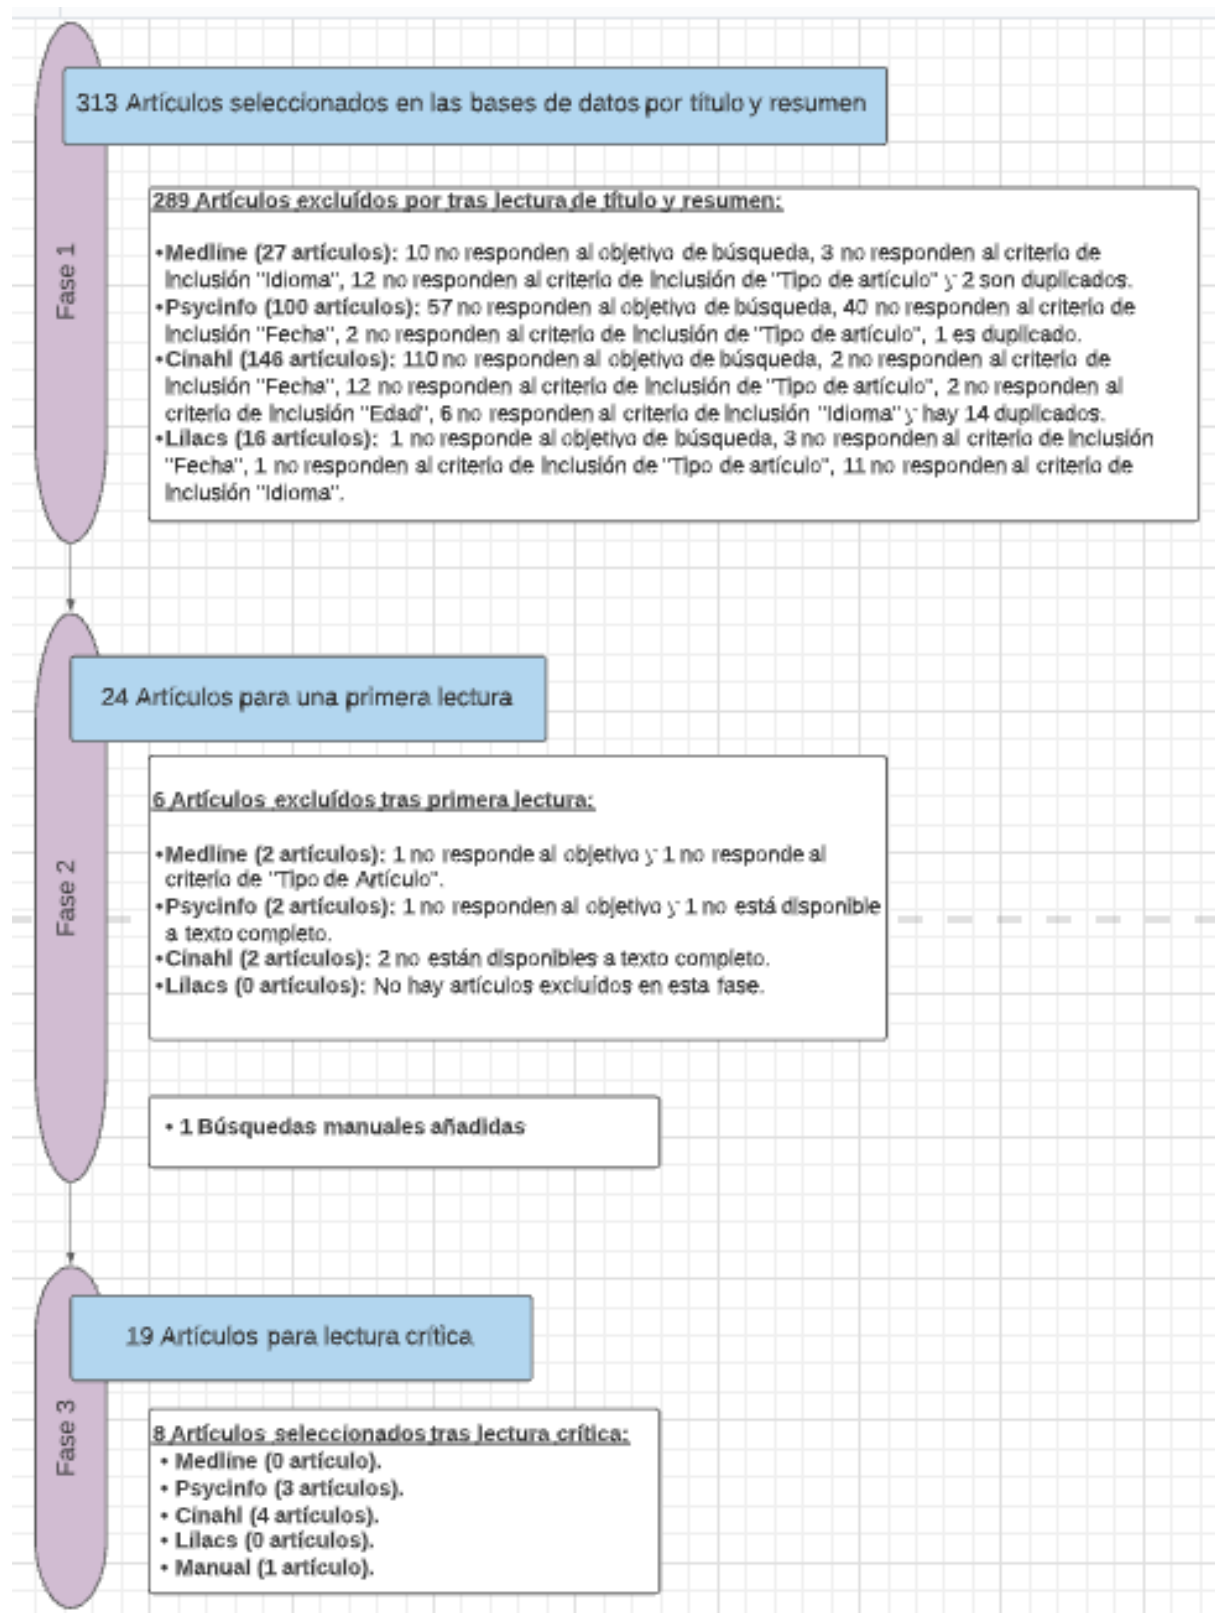 313 Artículos seleccionados en las bases de datos por título y resumen
Fase 1
289 Artículos excluídos por tras lectura de título y resumen:
•Medline (27 artículos): 10 no responden al objetivo de búsqueda, 3 no responden al criterio de
Inclusión "Idioma", 12 no responden al criterio de Inclusión de "Tipo de artículo" y 2 son duplicados.
•Psycinfo (100 artículos): 57 no responden al objetivo de búsqueda, 40 no responden al criterio de
Inclusión "Fecha", 2 no responden al criterio de Inclusión de "Tipo de artículo", 1 es duplicado.
•Cinahl (146 artículos): 110 no responden al objetivo de búsqueda, 2 no responden al criterio de
Inclusión "Fecha", 12 no responden al criterio de Inclusión de "Tipo de artículo", 2 no responden al
criterio de Inclusión "Edad", 6 no responden al criterio de Inclusión "Idioma" y hay 14 duplicados.
•Lilacs (16 artículos): 1 no responde al objetivo de búsqueda, 3 no responden al criterio de Inclusión
"Fecha", 1 no responden al criterio de Inclusión de "Tipo de artículo", 11 no responden al criterio de
Inclusión "Idioma".
24 Artículos para una primera lectura
Fase 2
6 Artículos excluídos tras primera lectura:
•Medline (2 artículos): 1 no responde al objetivo y 1 no responde al
criterio de "Tipo de Artículo".
•Psycinfo (2 artículos): 1 no responden al objetivo y 1 no está disponible
a texto completo.
•Cinahl (2 artículos): 2 no están disponibles a texto completo.
•Lilacs (0 artículos): No hay artículos excluídos en esta fase.
• 1 Búsquedas manuales añadidas
19 Artículos para lectura crítica
Fase 3
8 Artículos seleccionados tras lectura crítica:
• Medline (0 artículo).
• Psycinfo (3 artículos).
• Cinahl (4 artículos).
• Lilacs (0 artículos).
• Manual (1 artículo).